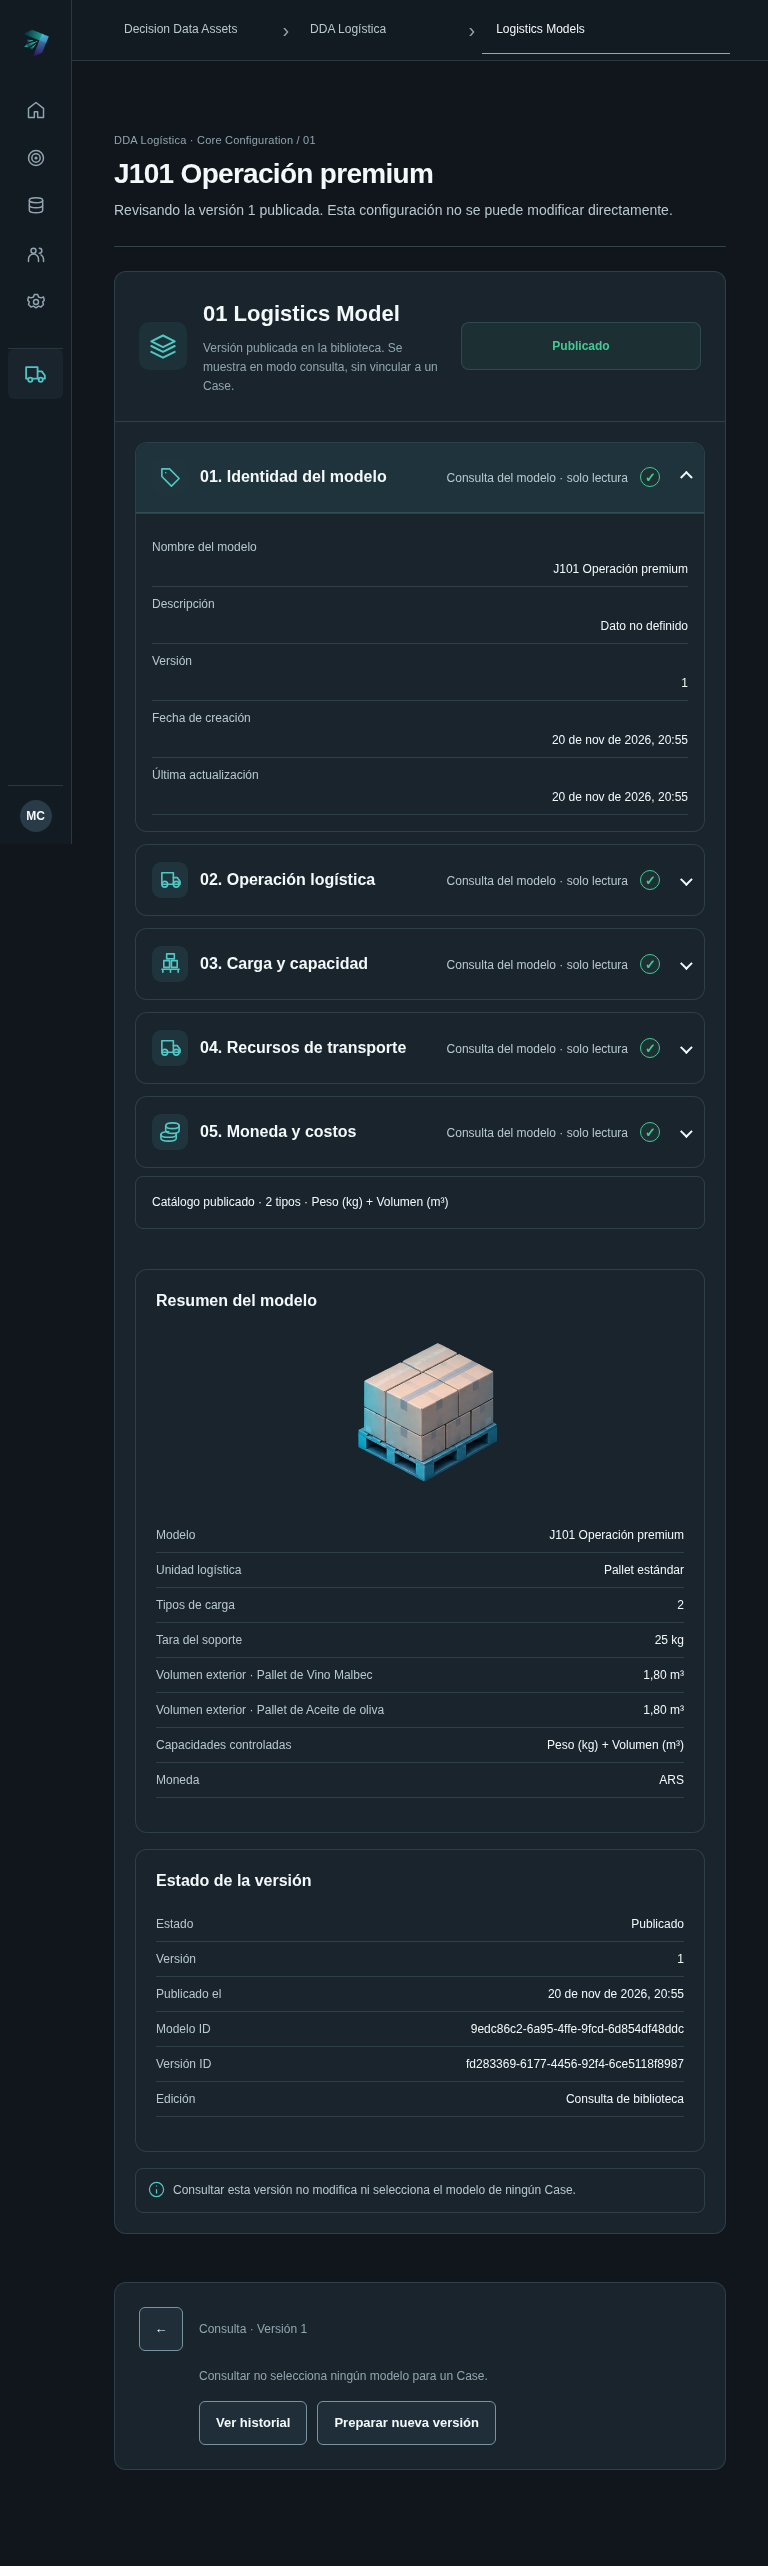 Decision Data Assets
DDA Logística
Logistics Models
DDA Logística · Core Configuration / 01
J101 Operación premium
Revisando la versión 1 publicada. Esta configuración no se puede modificar directamente.
01 Logistics Model
Versión publicada en la biblioteca. Se
muestra en modo consulta, sin vincular a un
Case.
Publicado
01. Identidad del modelo
Consulta del modelo · solo lectura
Nombre del modelo
J101 Operación premium
Descripción
Dato no definido
Versión
1
Fecha de creación
20 de nov de 2026, 20:55
Última actualización
20 de nov de 2026, 20:55
02. Operación logística
Consulta del modelo · solo lectura
03. Carga y capacidad
Consulta del modelo · solo lectura
04. Recursos de transporte
Consulta del modelo · solo lectura
05. Moneda y costos
Consulta del modelo · solo lectura
Catálogo publicado · 2 tipos · Peso (kg) + Volumen (m³)
Resumen del modelo
Modelo
J101 Operación premium
Unidad logística
Pallet estándar
Tipos de carga
2
Tara del soporte
25 kg
Volumen exterior · Pallet de Vino Malbec
1,80 m³
Volumen exterior · Pallet de Aceite de oliva
1,80 m³
Capacidades controladas
Peso (kg) + Volumen (m³)
Moneda
ARS
Estado de la versión
Estado
Publicado
Versión
1
Publicado el
20 de nov de 2026, 20:55
Modelo ID
9edc86c2-6a95-4ffe-9fcd-6d854df48ddc
Versión ID
fd283369-6177-4456-92f4-6ce5118f8987
Edición
Consulta de biblioteca
Consultar esta versión no modifica ni selecciona el modelo de ningún Case.
MC
← Consulta · Versión 1
Consultar no selecciona ningún modelo para un Case.
Ver historial
Preparar nueva versión